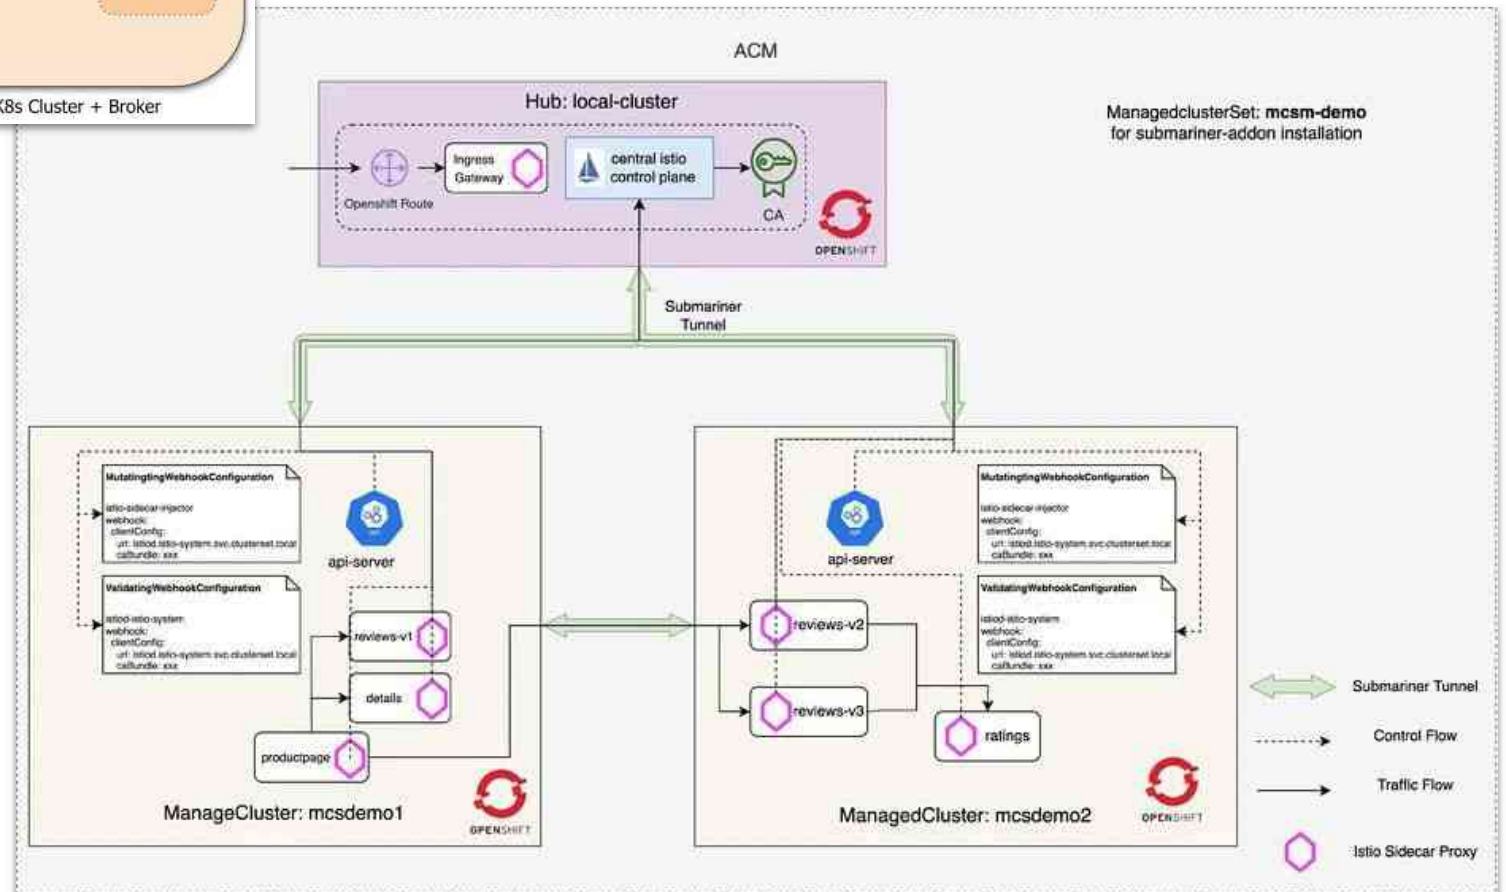 K8s Cluster + Broker
ACM
Hub: local-cluster
ManagedclusterSet: mcsm-demo
for submariner-addon installation
Ingress
Gateway
central istio
control plane
Openshift Route
CA
OPENSHIFT
Submariner
Tunnel
MutatingtingWebhookConfiguration
istio-sidecar-injector
webhook:
clientConfig:
url: istiod.istio-system.svc.clusterset.local
caBundle: xxx
api-server
ValidatingWebhookConfiguration
istiod-istio-system
webhook:
clientConfig:
url: istiod.istio-system.svc.clusterset.local
caBundle: xxx
reviews-v1
details
productpage
ManageCluster: mcsdemo1
OPENSHIFT
api-server
MutatingtingWebhookConfiguration
istio-sidecar-injector
webhook:
clientConfig:
url: istiod.istio-system.svc.clusterset.local
caBundle: xxx
ValidatingWebhookConfiguration
istiod-istio-system
webhook:
clientConfig:
url: istiod.istio-system.svc.clusterset.local
caBundle: xxx
reviews-v2
reviews-v3
ratings
ManagedCluster: mcsdemo2
OPENSHIFT
Submariner Tunnel
Control Flow
Traffic Flow
Istio Sidecar Proxy